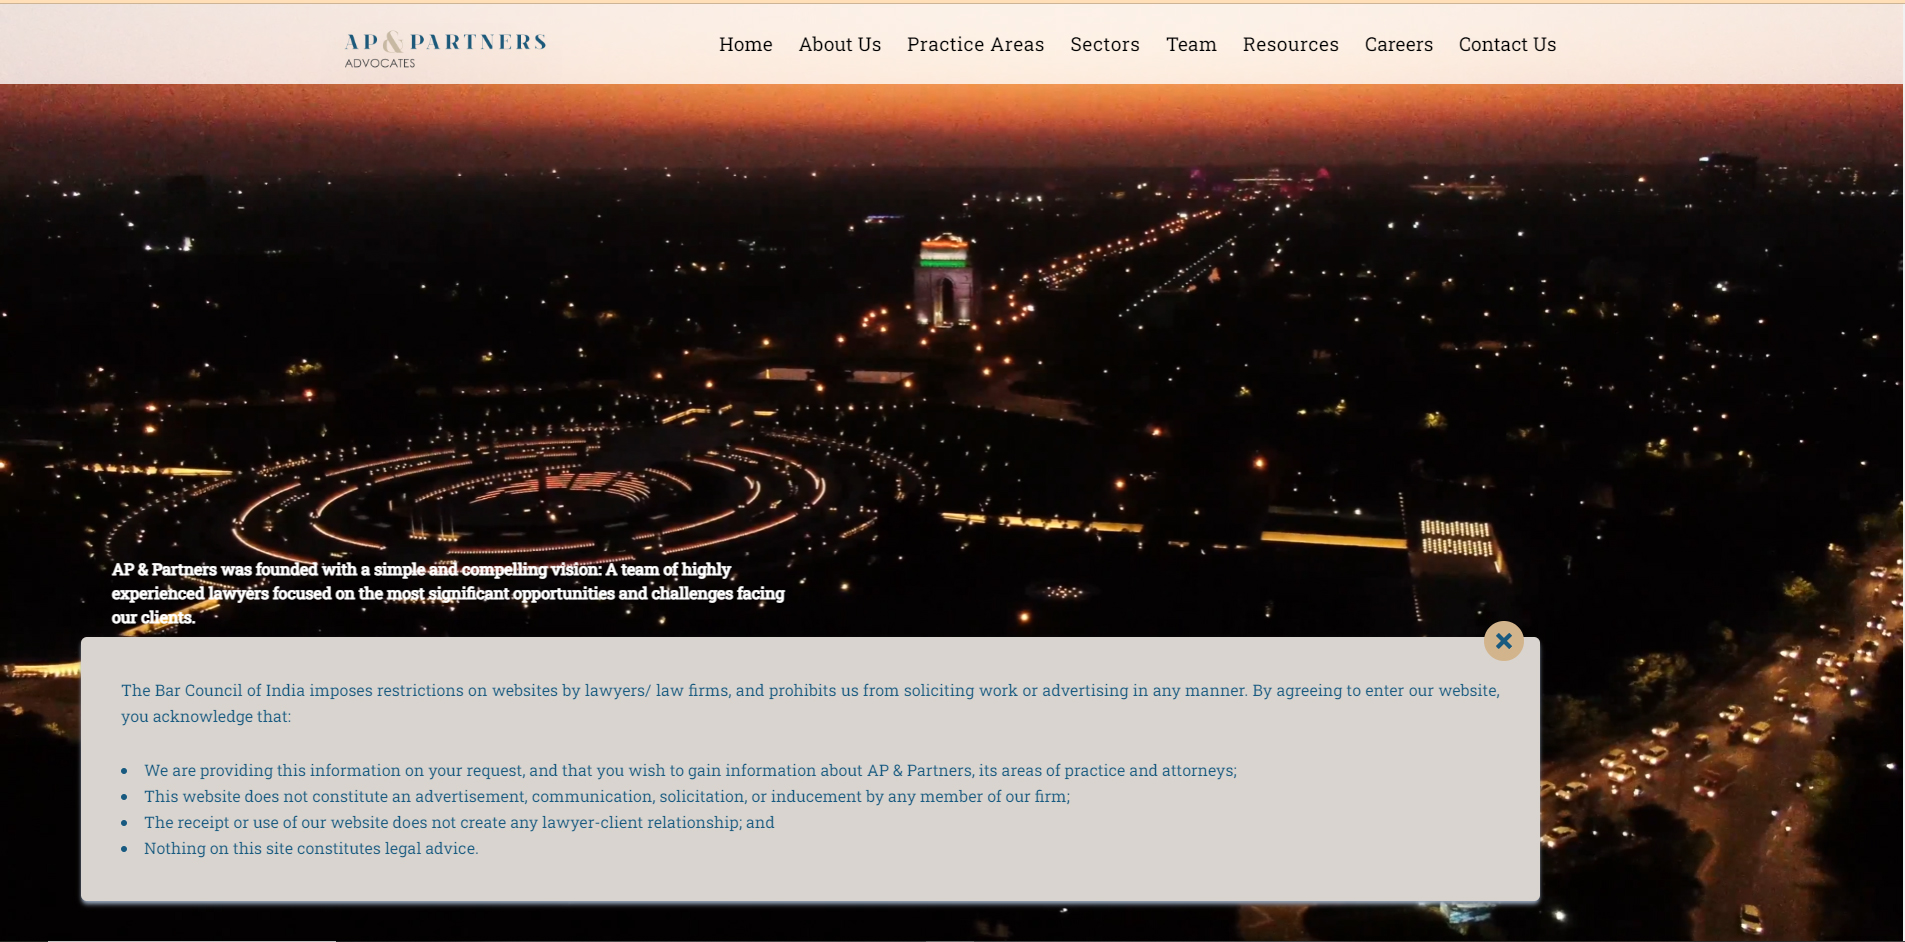 AP & PARTNERS
ADVOCATES
Home About Us Practice Areas Sectors Team Resources Careers Contact Us
AP & Partners was founded with a simple and compelling vision: A team of highly
experienced lawyers focused on the most significant opportunities and challenges facing
our clients.
The Bar Council of India imposes restrictions on websites by lawyers/ law firms, and prohibits us from soliciting work or advertising in any manner. By agreeing to enter our website,
you acknowledge that:
• We are providing this information on your request, and that you wish to gain information about AP & Partners, its areas of practice and attorneys;
• This website does not constitute an advertisement, communication, solicitation, or inducement by any member of our firm;
• The receipt or use of our website does not create any lawyer-client relationship; and
• Nothing on this site constitutes legal advice.